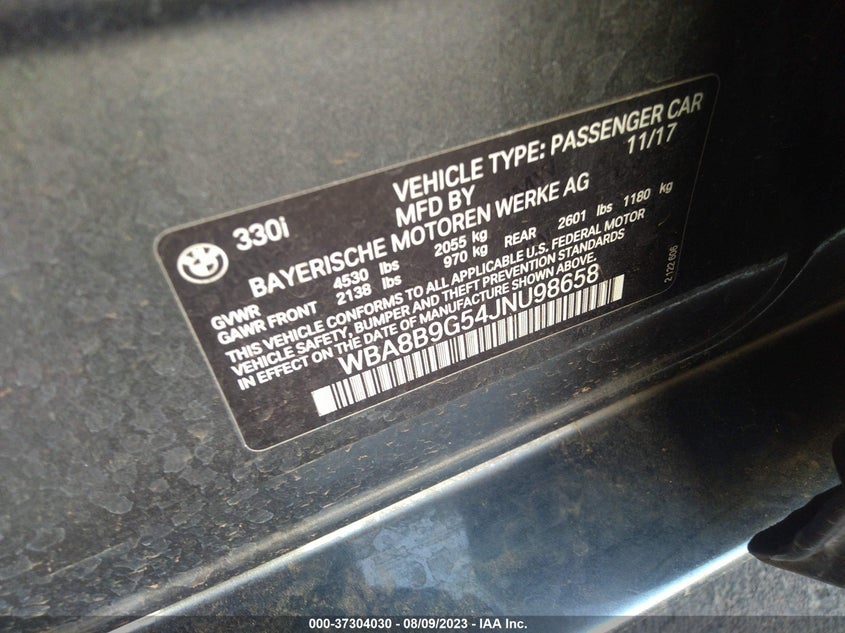 330i
VEHICLE TYPE: PASSENGER CAR
MFD BY 11/17
BAYERISCHE MOTOREN WERKE AG
GVWR 4530 lbs 2055 kg
GAWR FRONT 2138 lbs 970 kg REAR 2601 lbs 1180 kg
THIS VEHICLE CONFORMS TO ALL APPLICABLE U.S. FEDERAL MOTOR
VEHICLE SAFETY, BUMPER AND THEFT PREVENTION STANDARDS
IN EFFECT ON THE DATE OF MANUFACTURE SHOWN ABOVE.
WBA8B9G54JNU98658
2 122 606
000-37304030 - 08/09/2023 - IAA Inc.